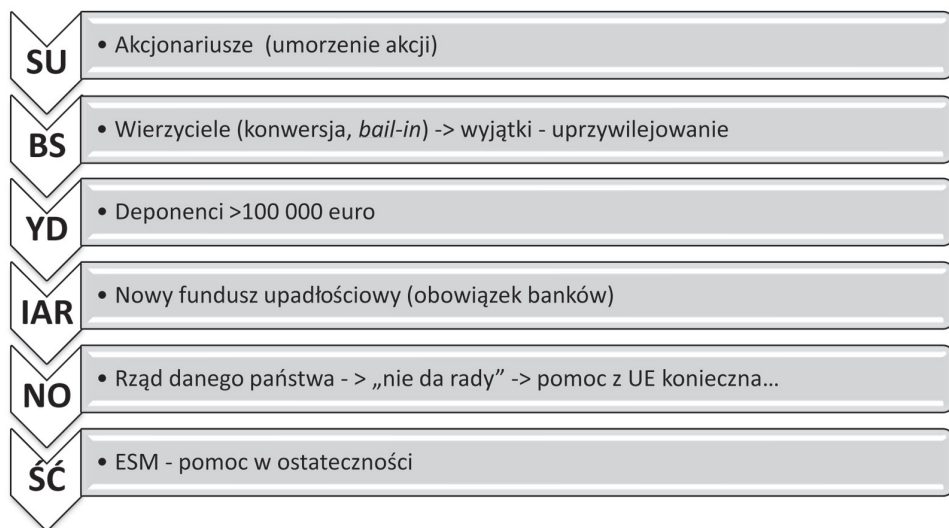 SU
• Akcjonariusze (umorzenie akcji)
BS
• Wierzyciele (konwersja, bail-in) -> wyjątki - uprzywilejowanie
YD
• Deponenci >100 000 euro
IAR
• Nowy fundusz upadłościowy (obowiązek banków)
NO
• Rząd danego państwa - > „nie da rady” -> pomoc z UE konieczna…
ŚĆ
• ESM - pomoc w ostateczności